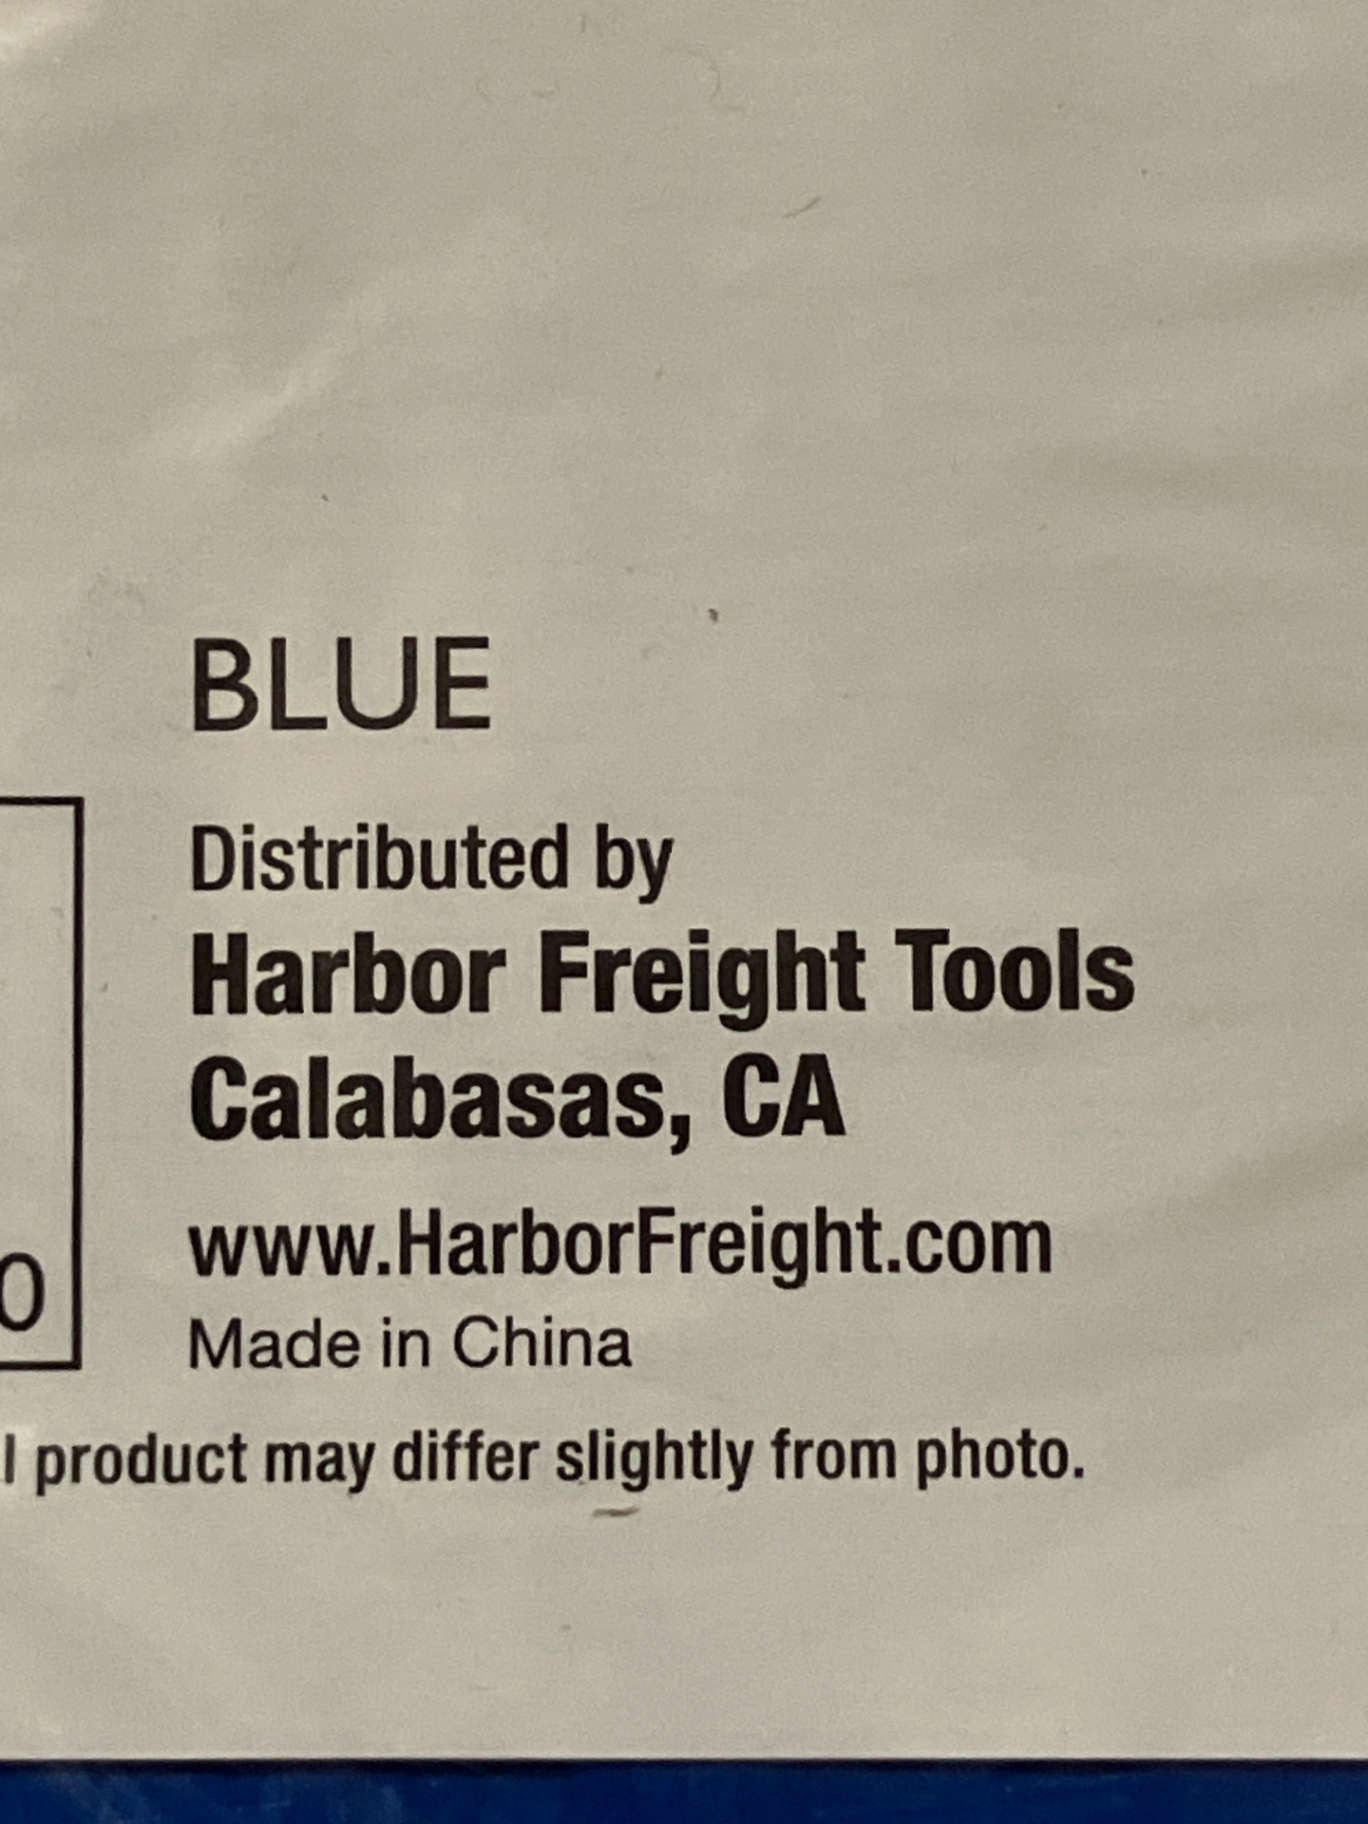 BLUE
Distributed by
Harbor Freight Tools
Calabasas, CA
www.HarborFreight.com
Made in China
product may differ slightly from photo.